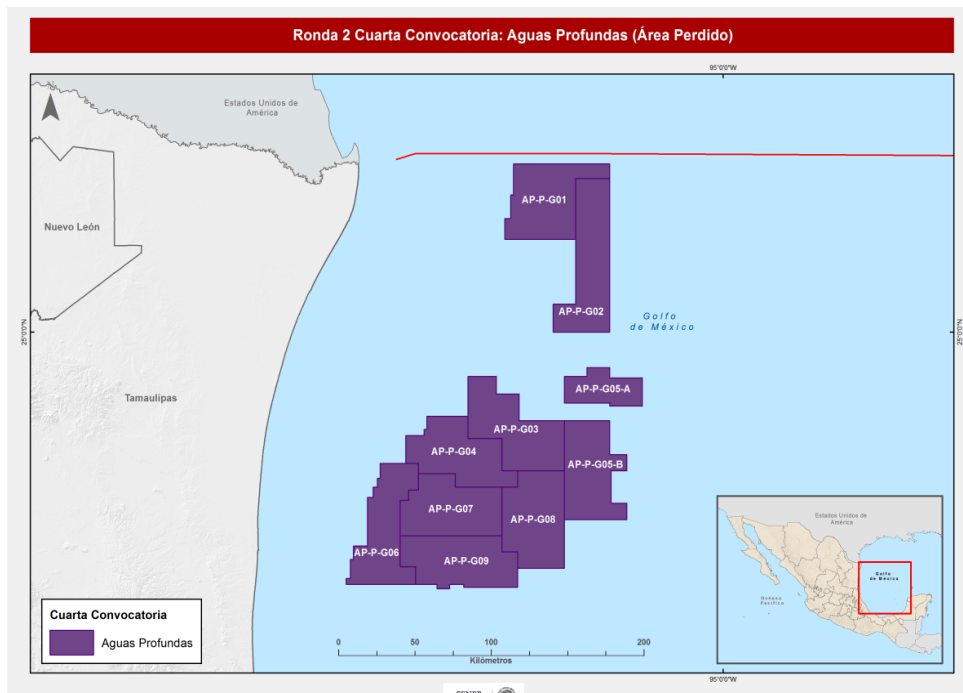 Ronda 2 Cuarta Convocatoria: Aguas Profundas (Área Perdido)
95°0'0"W
Estados Unidos de
América
AP-P-G01
Nuevo León
AP-P-G02
Golfo
de México
25°0'0"N
25°0'0"N
AP-P-G05-A
Tamaulipas
AP-P-G03
AP-P-G04
AP-P-G05-B
AP-P-G07
AP-P-G08
AP-P-G06
AP-P-G09
Estados Unidos de
América
Golfo
de México
Océano
Pacífico
Cuarta Convocatoria
Aguas Profundas
0 50 100 200
Kilómetros
95°0'0"W